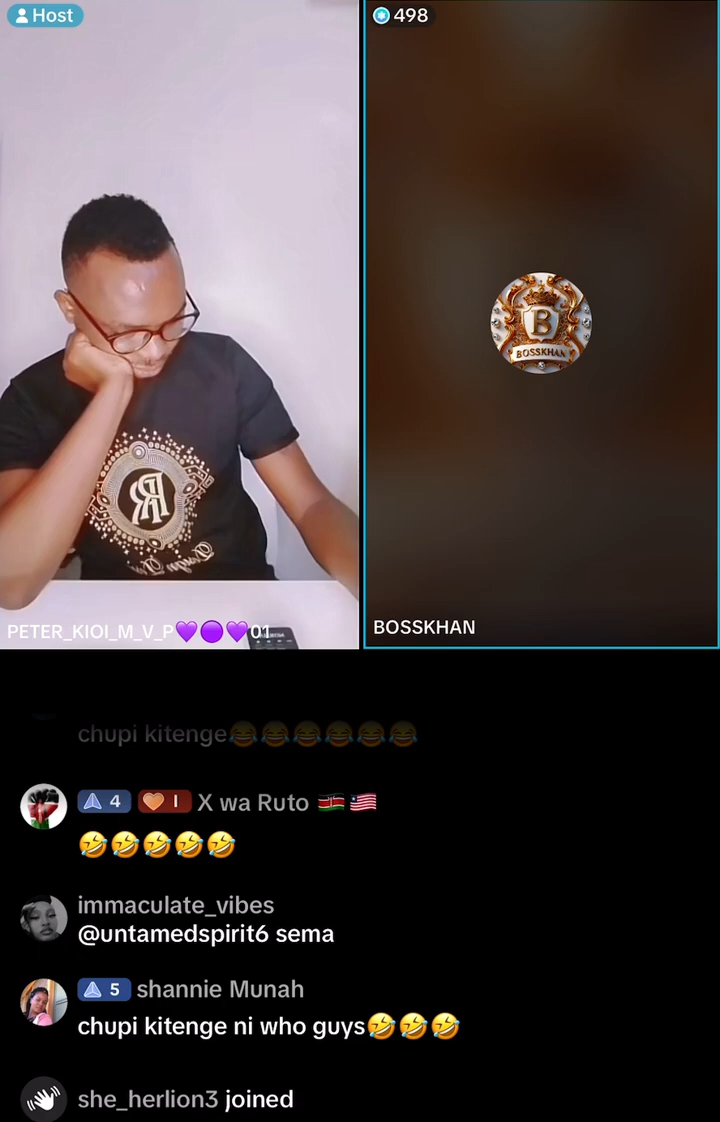 Host
498
B
BOSSKHAN
PETER_KIOI_M_V_P💜🟣💜01
BOSSKHAN
chupi kitenge😂😂😂😂😂😂
4 I X wa Ruto 🇰🇪🇱🇷
🤣🤣🤣🤣🤣
immaculate_vibes
@untamedspirit6 sema
5 shannie Munah
chupi kitenge ni who guys🤣🤣🤣
she_herlion3 joined